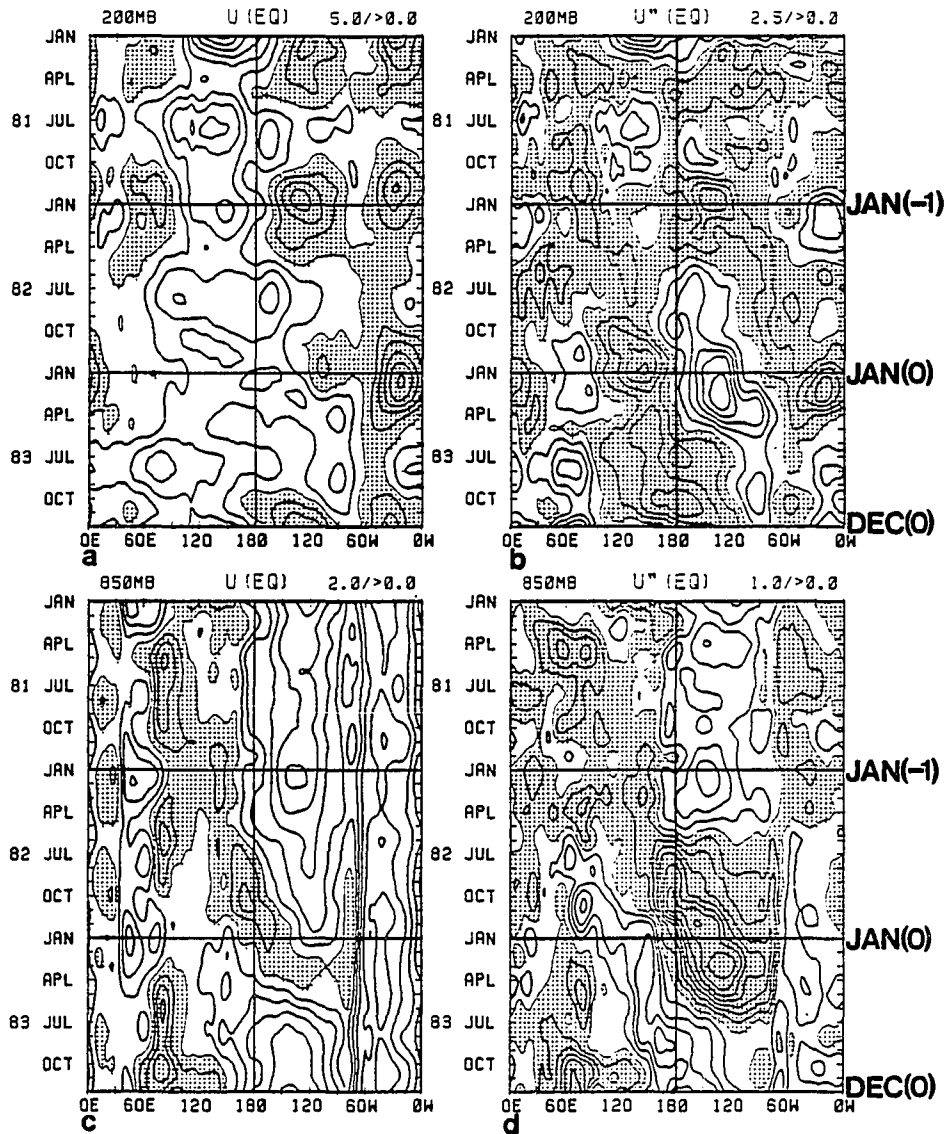 200MB U (EQ) 5.0/>0.0
200MB U" (EQ) 2.5/>0.0
JAN
APL
81 JUL
OCT
JAN
APL
82 JUL
OCT
JAN
APL
83 JUL
OCT
0E 60E 120 180 120 60W 0W
a
JAN
APL
81 JUL
OCT
JAN JAN(-1)
APL
82 JUL
OCT
JAN JAN(0)
APL
83 JUL
OCT
DEC(0)
0E 60E 120 180 120 60W 0W
b
850MB U (EQ) 2.0/>0.0
850MB U" (EQ) 1.0/>0.0
JAN
APL
81 JUL
OCT
JAN
APL
82 JUL
OCT
JAN
APL
83 JUL
OCT
0E 60E 120 180 120 60W 0W
c
JAN
APL
81 JUL
OCT
JAN JAN(-1)
APL
82 JUL
OCT
JAN JAN(0)
APL
83 JUL
OCT
DEC(0)
0E 60E 120 180 120 60W 0W
d